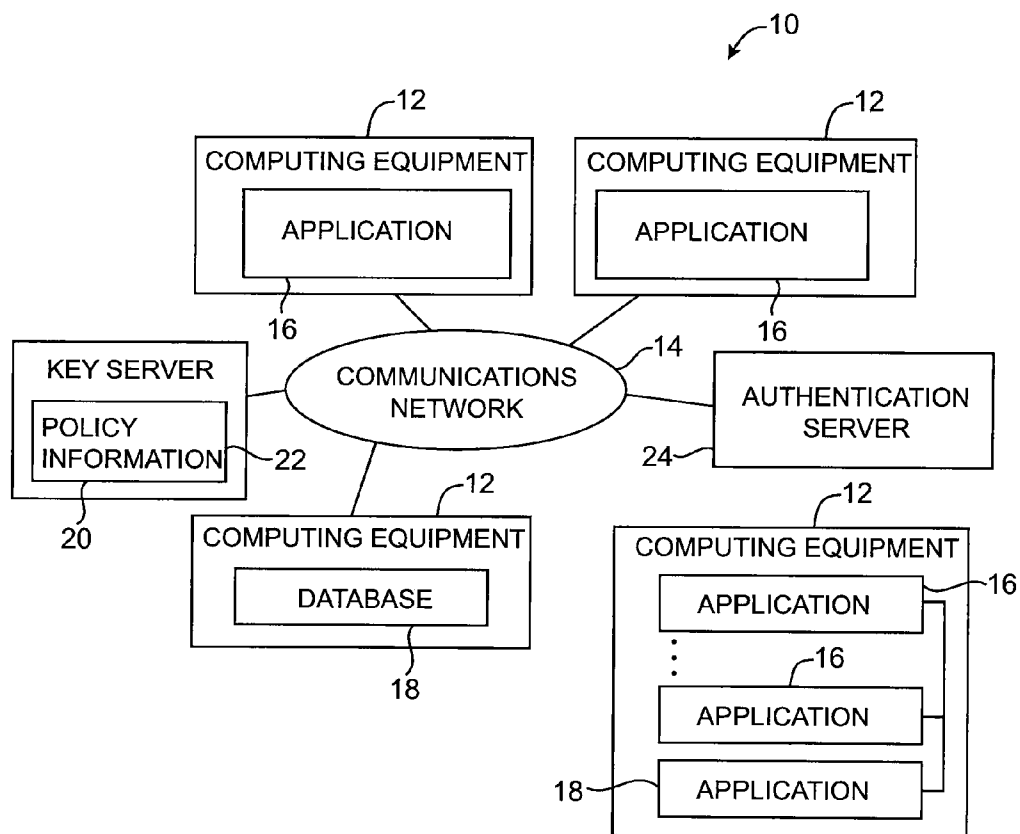 10
12
COMPUTING EQUIPMENT
APPLICATION
16
12
COMPUTING EQUIPMENT
APPLICATION
16
KEY SERVER
POLICY
INFORMATION
22
20
COMMUNICATIONS
NETWORK
14
AUTHENTICATION
SERVER
24
12
COMPUTING EQUIPMENT
DATABASE
18
12
COMPUTING EQUIPMENT
APPLICATION
16
16
APPLICATION
APPLICATION
18